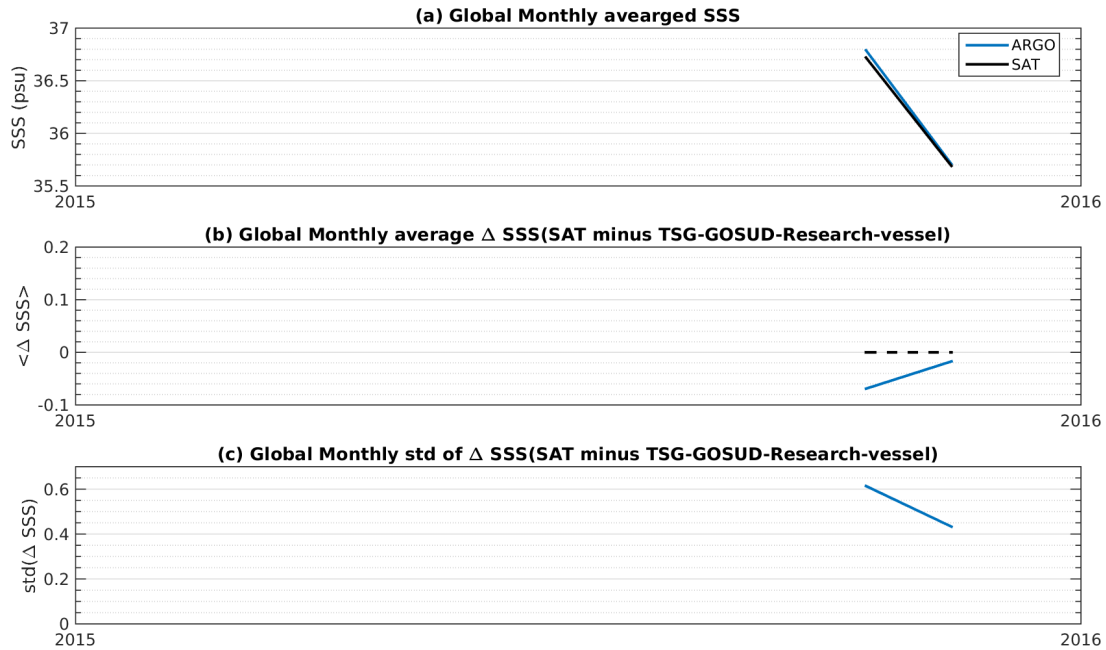 (a) Global Monthly avearged SSS
37
36.5
36
35.5
SSS (psu)
ARGO
SAT
2015
2016
(b) Global Monthly average Δ SSS(SAT minus TSG-GOSUD-Research-vessel)
0.2
0.1
0
-0.1
<Δ SSS>
2015
2016
(c) Global Monthly std of Δ SSS(SAT minus TSG-GOSUD-Research-vessel)
0.6
0.4
0.2
0
std(Δ SSS)
2015
2016